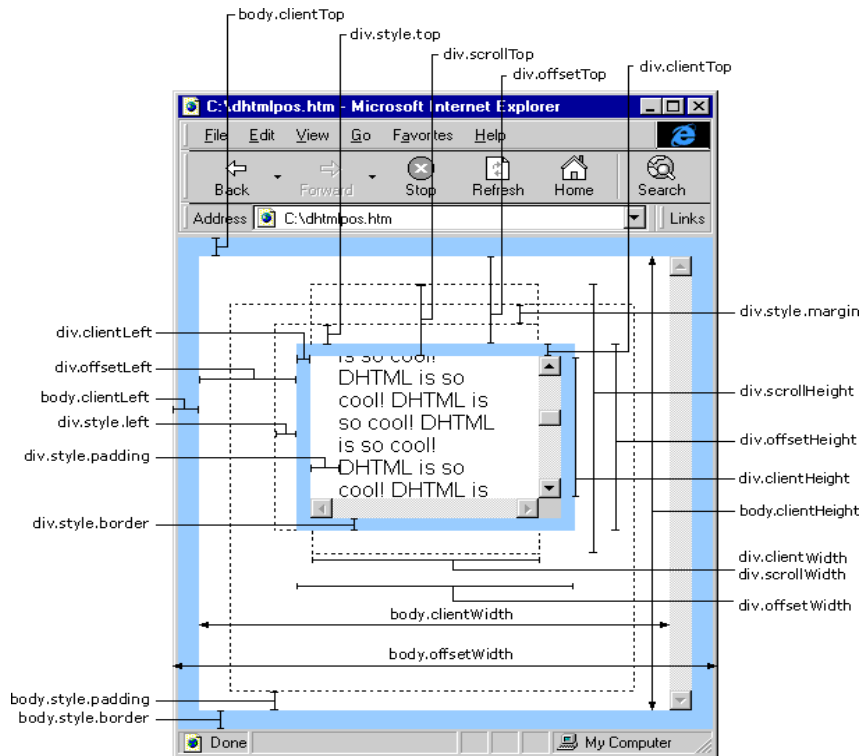 body.clientTop
div.style.top
div.scrollTop
div.offsetTop
div.clientTop
C:\dhtmlpos.htm - Microsoft Internet Explorer
File Edit View Go Favorites Help
Back Forward Stop Refresh Home Search
Address C:\dhtmlpos.htm Links
div.style.margin
div.clientLeft
div.offsetLeft
body.clientLeft
div.style.left
div.style.padding
div.style.border
is so cool!
DHTML is so
cool! DHTML is
so cool! DHTML
is so cool!
DHTML is so
cool! DHTML is
div.scrollHeight
div.offsetHeight
div.clientHeight
body.clientHeight
div.clientWidth
div.scrollWidth
div.offsetWidth
body.clientWidth
body.offsetWidth
body.style.padding
body.style.border
Done My Computer